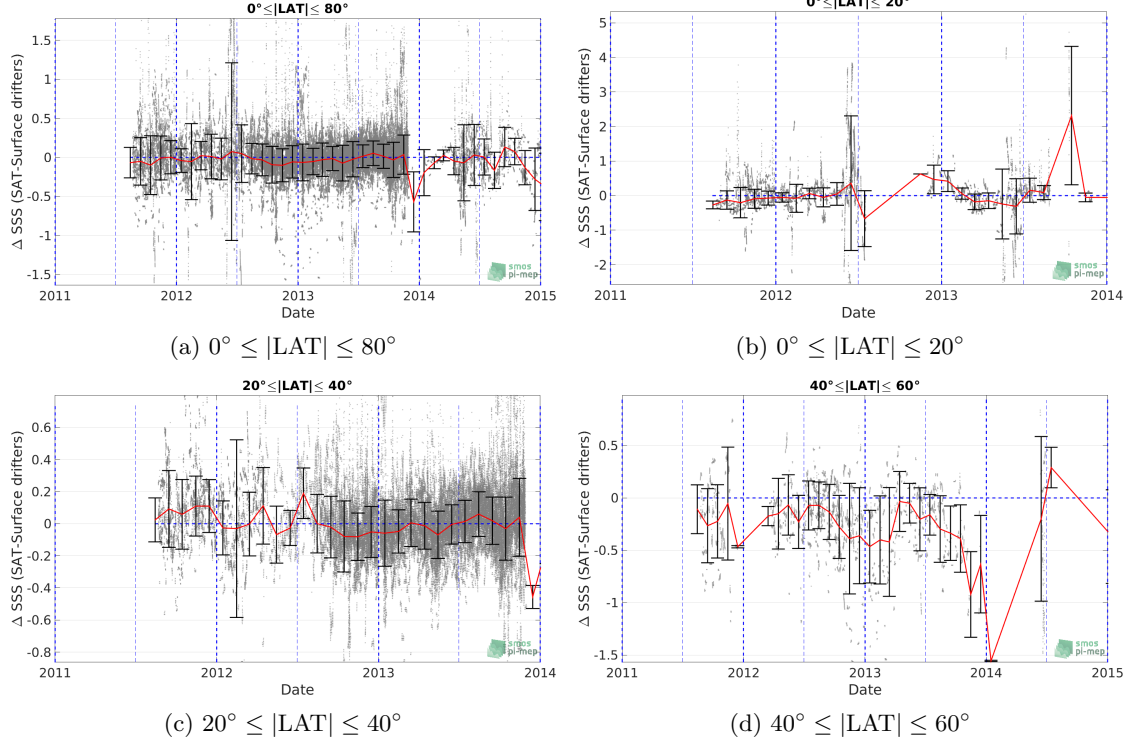 0°≤|LAT|≤ 80°
Δ SSS (SAT-Surface drifters)
1.5
1
0.5
0
-0.5
-1
-1.5
2011
2012
2013
2014
2015
Date
smos
pi-mep
(a) 0° ≤ |LAT| ≤ 80°
0°≤|LAT|≤ 20°
Δ SSS (SAT-Surface drifters)
5
4
3
2
1
0
-1
-2
2011
2012
2013
2014
Date
smos
pi-mep
(b) 0° ≤ |LAT| ≤ 20°
20°≤|LAT|≤ 40°
Δ SSS (SAT-Surface drifters)
0.6
0.4
0.2
0
-0.2
-0.4
-0.6
-0.8
2011
2012
2013
2014
Date
smos
pi-mep
(c) 20° ≤ |LAT| ≤ 40°
40°≤|LAT|≤ 60°
Δ SSS (SAT-Surface drifters)
0.5
0
-0.5
-1
-1.5
2011
2012
2013
2014
2015
Date
smos
pi-mep
(d) 40° ≤ |LAT| ≤ 60°